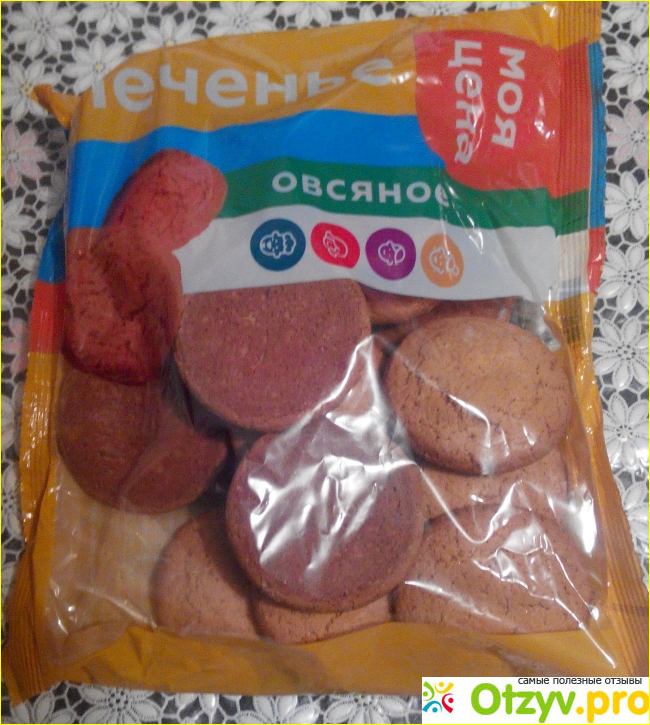 Печенье
моя
цена
овсяное
самые полезные отзывы
Otzyv.pro